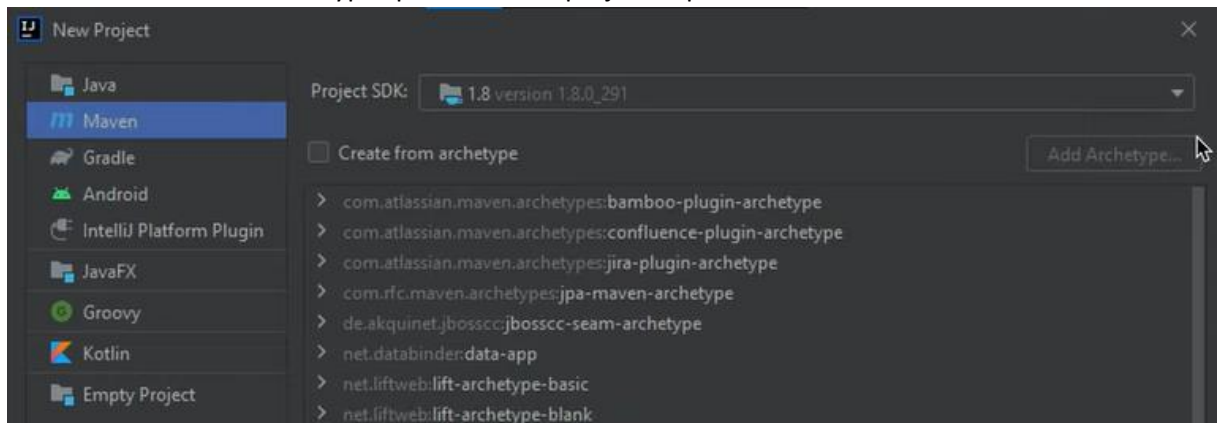 New Project
Java
Maven
Gradle
Android
IntelliJ Platform Plugin
JavaFX
Groovy
Kotlin
Empty Project
Project SDK: 1.8 version 1.8.0_291
Create from archetype
Add Archetype...
com.atlassian.maven.archetypes:bamboo-plugin-archetype
com.atlassian.maven.archetypes:confluence-plugin-archetype
com.atlassian.maven.archetypes:jira-plugin-archetype
com.rfc.maven.archetypes:jpa-maven-archetype
de.akquinet.jbosscc:jbosscc-seam-archetype
net.databinder:data-app
net.liftweb:lift-archetype-basic
net.liftweb:lift-archetype-blank